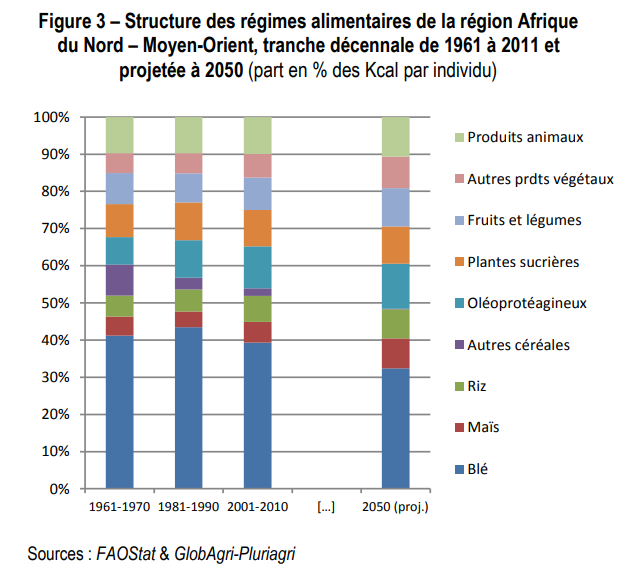 Figure 3 – Structure des régimes alimentaires de la région Afrique
du Nord – Moyen-Orient, tranche décennale de 1961 à 2011 et
projetée à 2050 (part en % des Kcal par individu)
100%
90%
80%
70%
60%
50%
40%
30%
20%
10%
0%
1961-1970 1981-1990 2001-2010 [...] 2050 (proj.)
Produits animaux
Autres prdts végétaux
Fruits et légumes
Plantes sucrières
Oléoprotéagineux
Autres céréales
Riz
Maïs
Blé
Sources : FAOStat & GlobAgri-Pluriagri